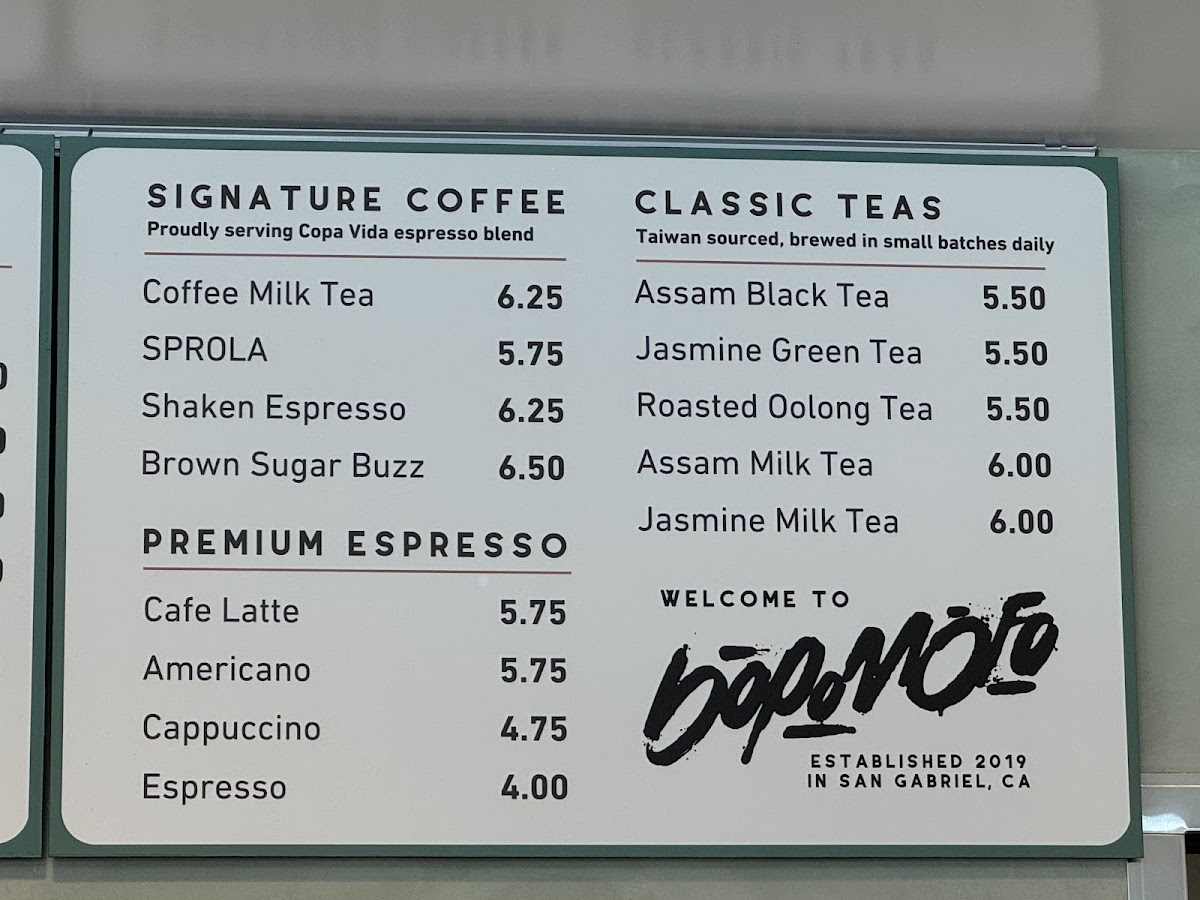 SIGNATURE COFFEE
Proudly serving Copa Vida espresso blend
Coffee Milk Tea 6.25
SPROLA 5.75
Shaken Espresso 6.25
Brown Sugar Buzz 6.50
PREMIUM ESPRESSO
Cafe Latte 5.75
Americano 5.75
Cappuccino 4.75
Espresso 4.00
CLASSIC TEAS
Taiwan sourced, brewed in small batches daily
Assam Black Tea 5.50
Jasmine Green Tea 5.50
Roasted Oolong Tea 5.50
Assam Milk Tea 6.00
Jasmine Milk Tea 6.00
WELCOME TO
bōpoMōFo
ESTABLISHED 2019
IN SAN GABRIEL, CA